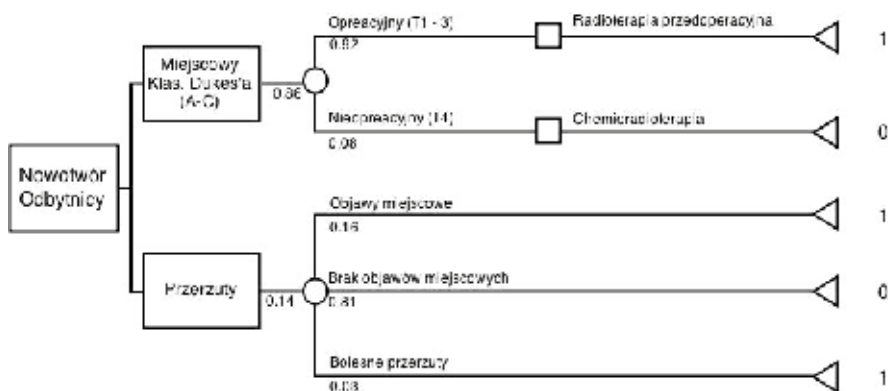 Opreacyjny (T1 - 3)
0.92
Radioterapia przedoperacyjna
1
Miejscowy
Klas. Dukes'a
(A-C)
0.86
Nieopreacyjny (T4)
0.08
Chemioradioterapia
0
Nowotwór
Odbytnicy
Objawy miejscowe
0.16
1
Przerzuty
0.14
Brak objawów miejscowych
0.81
0
Bolesne przerzuty
0.03
1